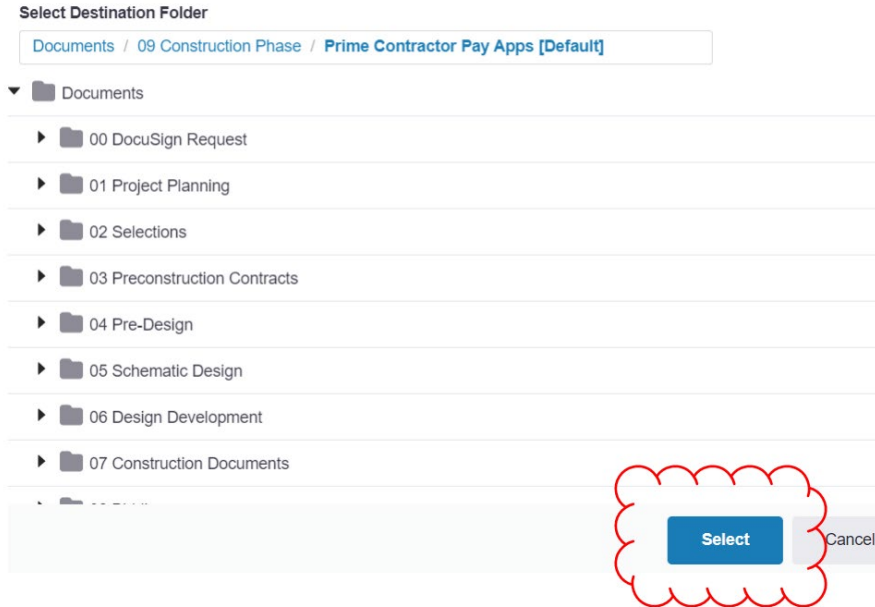 Select Destination Folder
Documents / 09 Construction Phase / Prime Contractor Pay Apps [Default]
Documents
00 DocuSign Request
01 Project Planning
02 Selections
03 Preconstruction Contracts
04 Pre-Design
05 Schematic Design
06 Design Development
07 Construction Documents
Select Cancel